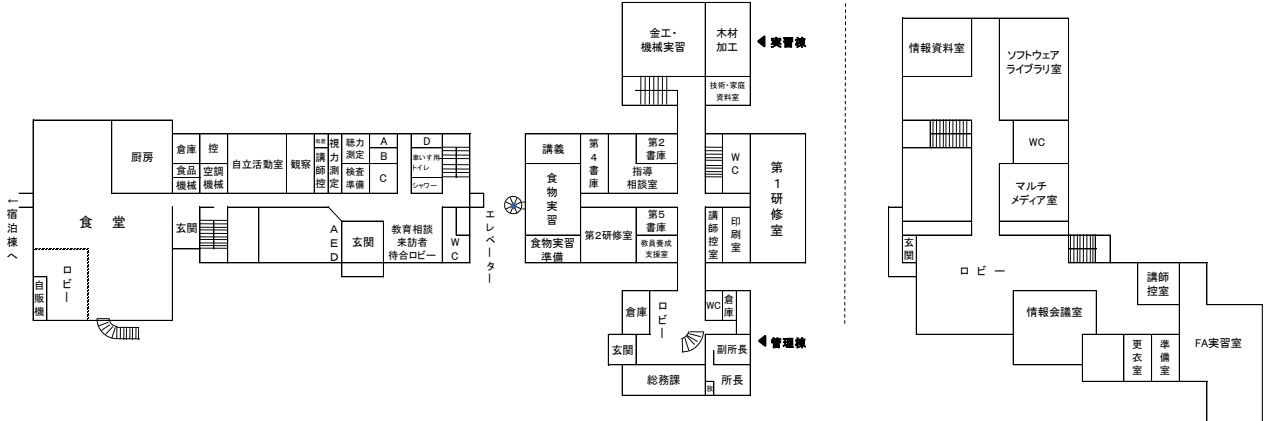 ←宿泊棟へ
食堂
厨房
倉庫
食品
機械
控
空調
機械
自立活動室
観察
講師控
視力測定
聴力
測定
検査
準備
A
B
C
D
車いす用
トイレ
シャワー
玄関
AED
玄関
教育相談
来訪者
待合ロビー
WC
エレベーター
ロビー
自販機
金工・
機械実習
木材
加工
技術・家庭
資料室
◀ 実習棟
講義
食物実習
食物実習
準備
第4書庫
第2
書庫
指導
相談室
第2研修室
第5
書庫
教員養成
支援室
WC
講師控室
印刷室
第1研修室
倉庫
ロビー
WC
倉庫
玄関
副所長
◀ 管理棟
総務課
放
所長
情報資料室
ソフトウェア
ライブラリ室
WC
マルチ
メディア室
玄関
ロビー
講師
控室
情報会議室
更衣室
準備室
FA実習室